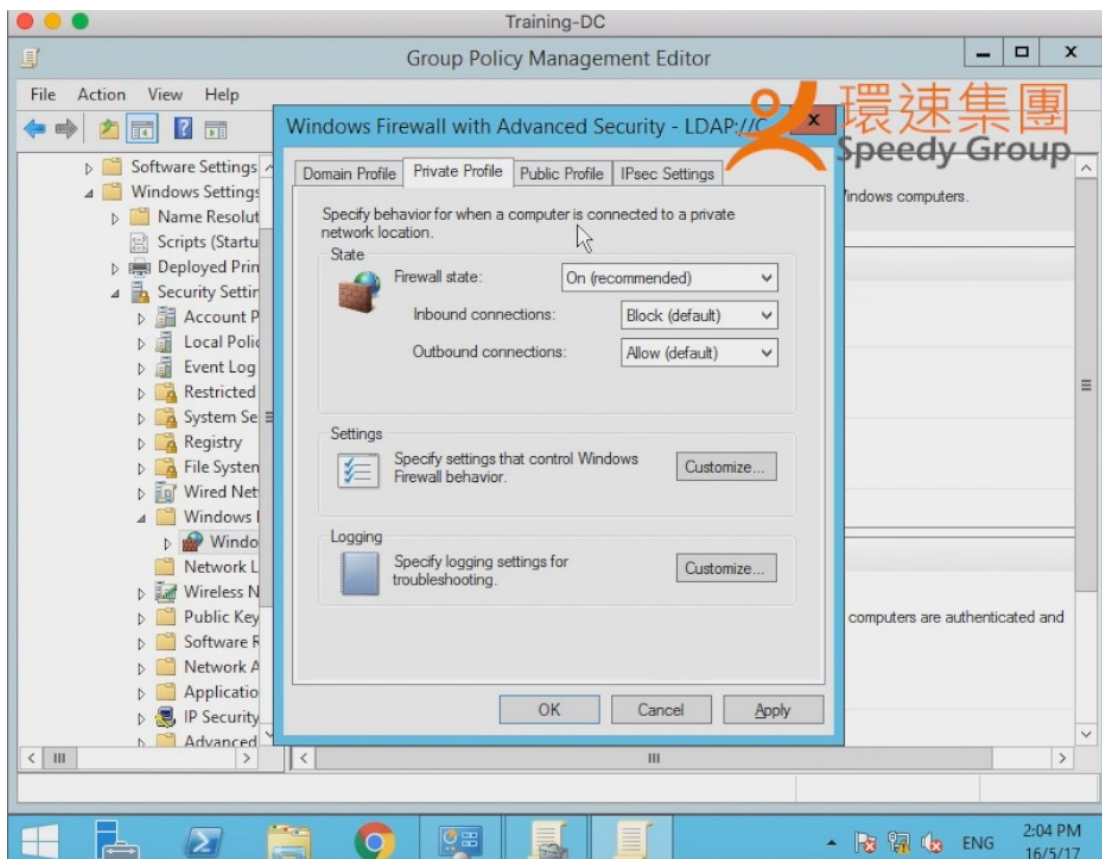 Training-DC
Group Policy Management Editor
File Action View Help
環速集團
Speedy Group
Windows Firewall with Advanced Security - LDAP://C
Domain Profile Private Profile Public Profile IPsec Settings
Specify behavior for when a computer is connected to a private
network location.
State
Firewall state: On (recommended)
Inbound connections: Block (default)
Outbound connections: Allow (default)
Settings
Specify settings that control Windows
Firewall behavior.
Customize...
Logging
Specify logging settings for
troubleshooting.
Customize...
OK Cancel Apply
Software Settings
Windows Settings
Name Resolut
Scripts (Startu
Deployed Prin
Security Settin
Account P
Local Polic
Event Log
Restricted
System Se
Registry
File System
Wired Net
Windows
Windo
Network L
Wireless N
Public Key
Software R
Network A
Applicatio
IP Security
Advanced
Windows computers.
computers are authenticated and
ENG
2:04 PM
16/5/17